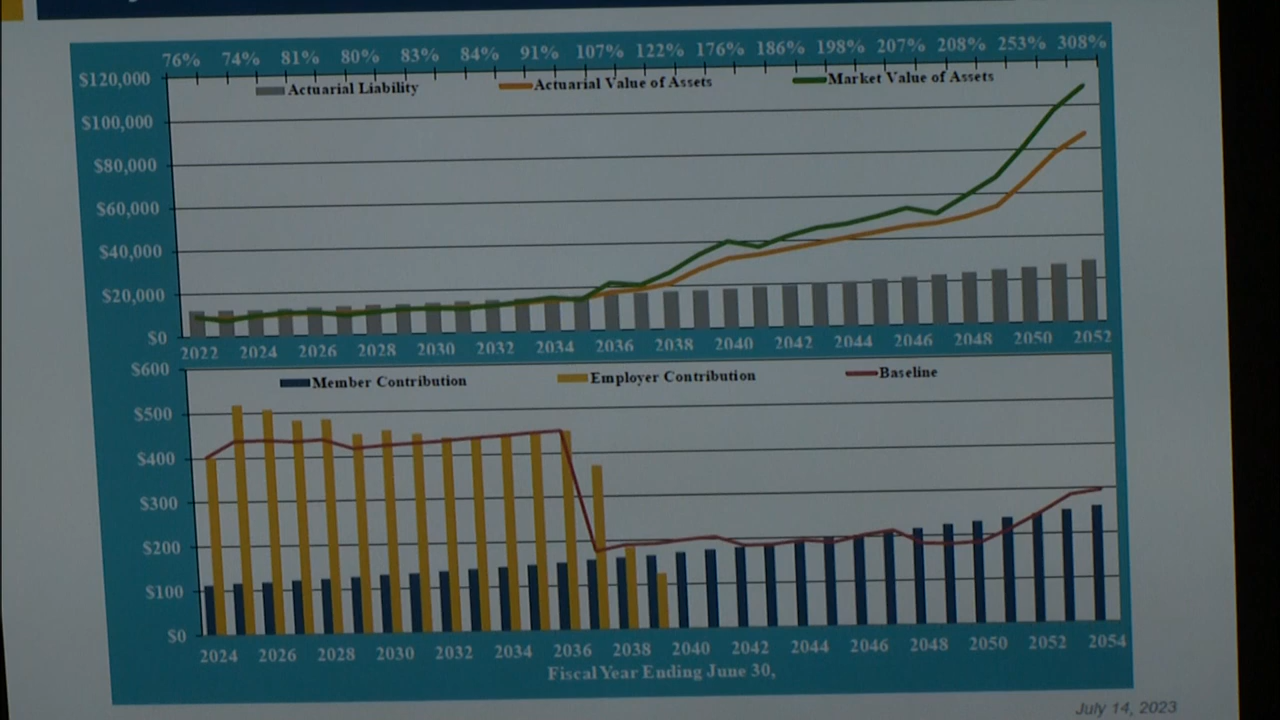 76% 74% 81% 80% 83% 84% 91% 107% 122% 176% 186% 198% 207% 208% 253% 308%
$120,000
Actuarial Liability Actuarial Value of Assets Market Value of Assets
$100,000
$80,000
$60,000
$40,000
$20,000
$0
2022 2024 2026 2028 2030 2032 2034 2036 2038 2040 2042 2044 2046 2048 2050 2052
$600
Member Contribution Employer Contribution Baseline
$500
$400
$300
$200
$100
$0
2024 2026 2028 2030 2032 2034 2036 2038 2040 2042 2044 2046 2048 2050 2052 2054
Fiscal Year Ending June 30,
July 14, 2023